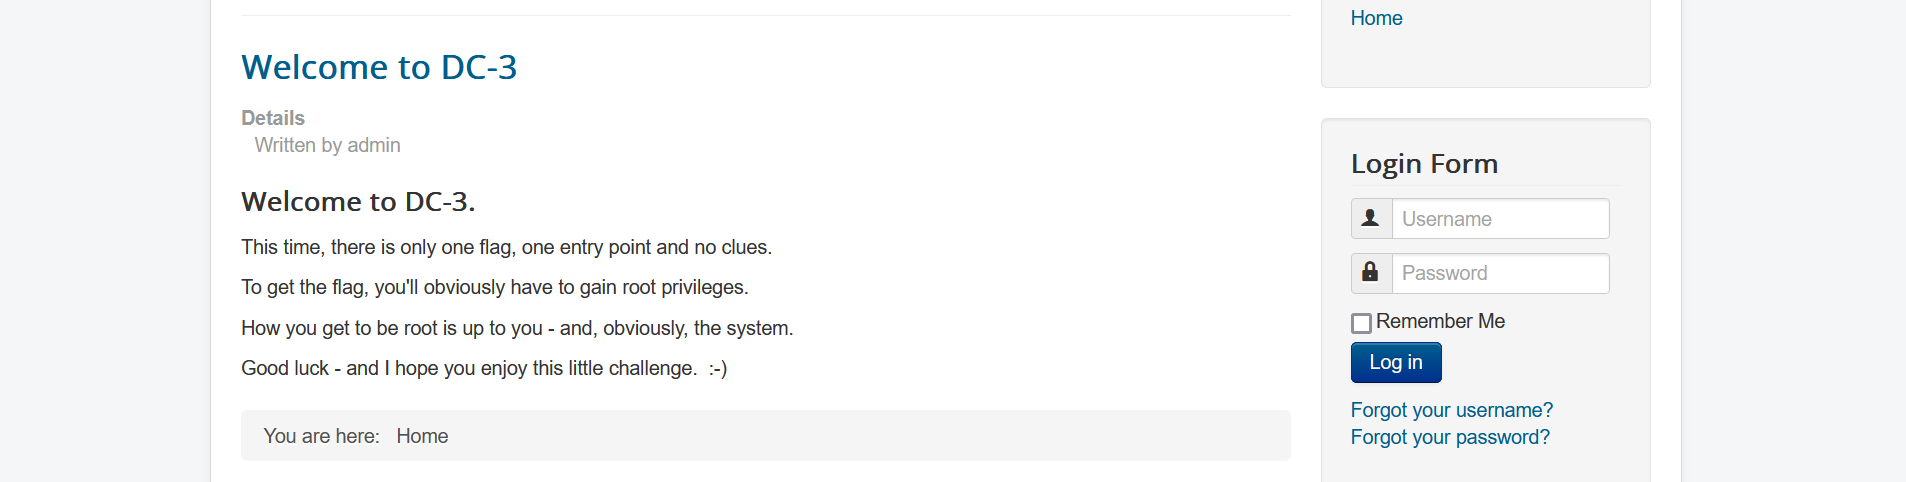 Welcome to DC-3
Details
Written by admin
Welcome to DC-3.
This time, there is only one flag, one entry point and no clues.
To get the flag, you'll obviously have to gain root privileges.
How you get to be root is up to you - and, obviously, the system.
Good luck - and I hope you enjoy this little challenge.  :-)
You are here:   Home
Home
Login Form
Username
Password
Remember Me
Log in
Forgot your username?
Forgot your password?